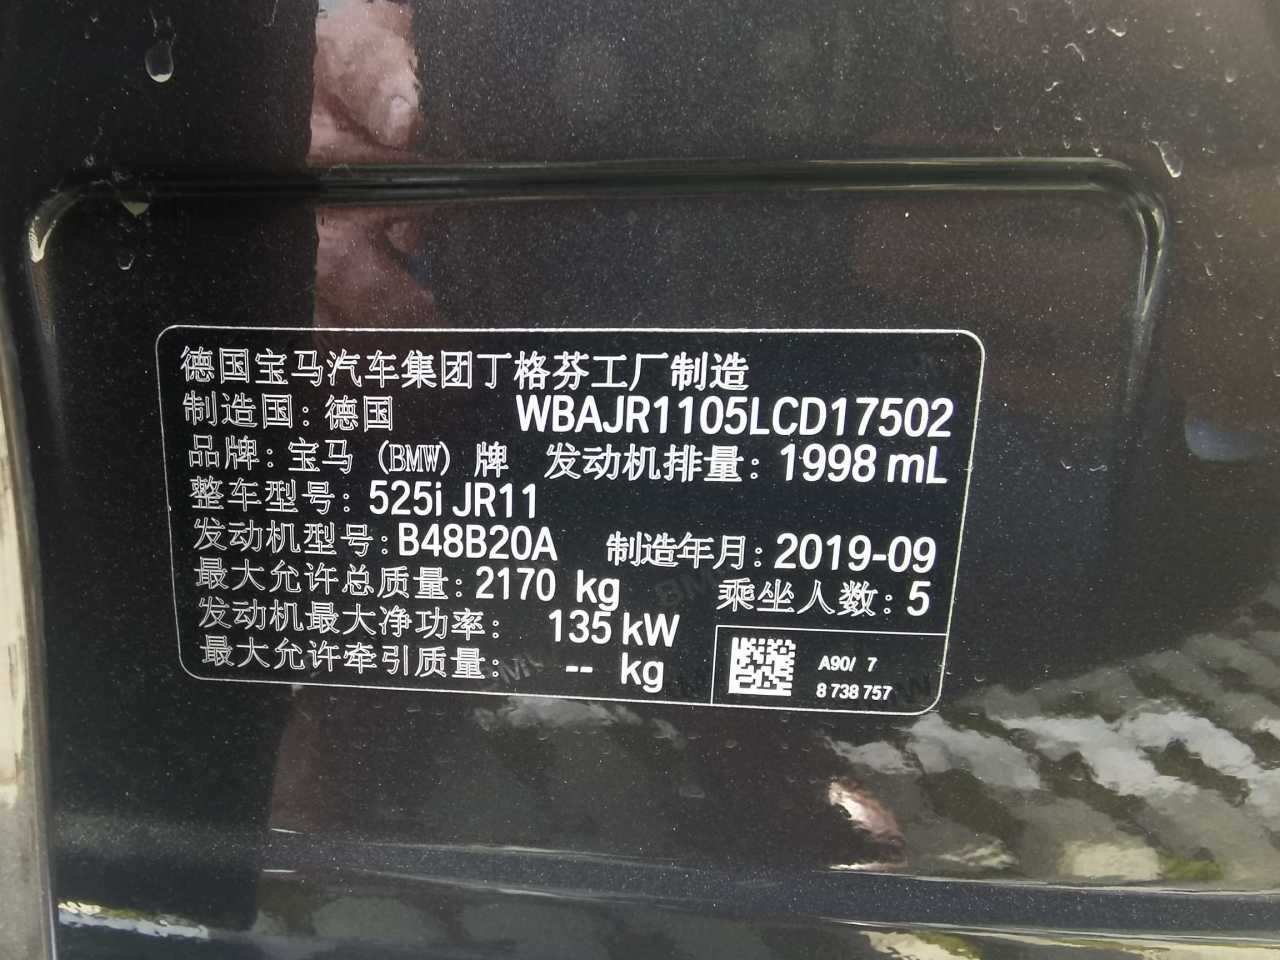 德国宝马汽车集团丁格芬工厂制造
制造国：德国 WBAJR1105LCD17502
品牌：宝马 (BMW) 牌 发动机排量：1998 mL
整车型号：525i JR11
发动机型号：B48B20A 制造年月：2019-09
最大允许总质量：2170 kg 乘坐人数：5
发动机最大净功率： 135 kW
最大允许牵引质量： -- kg
A90/ 7
8 738 757